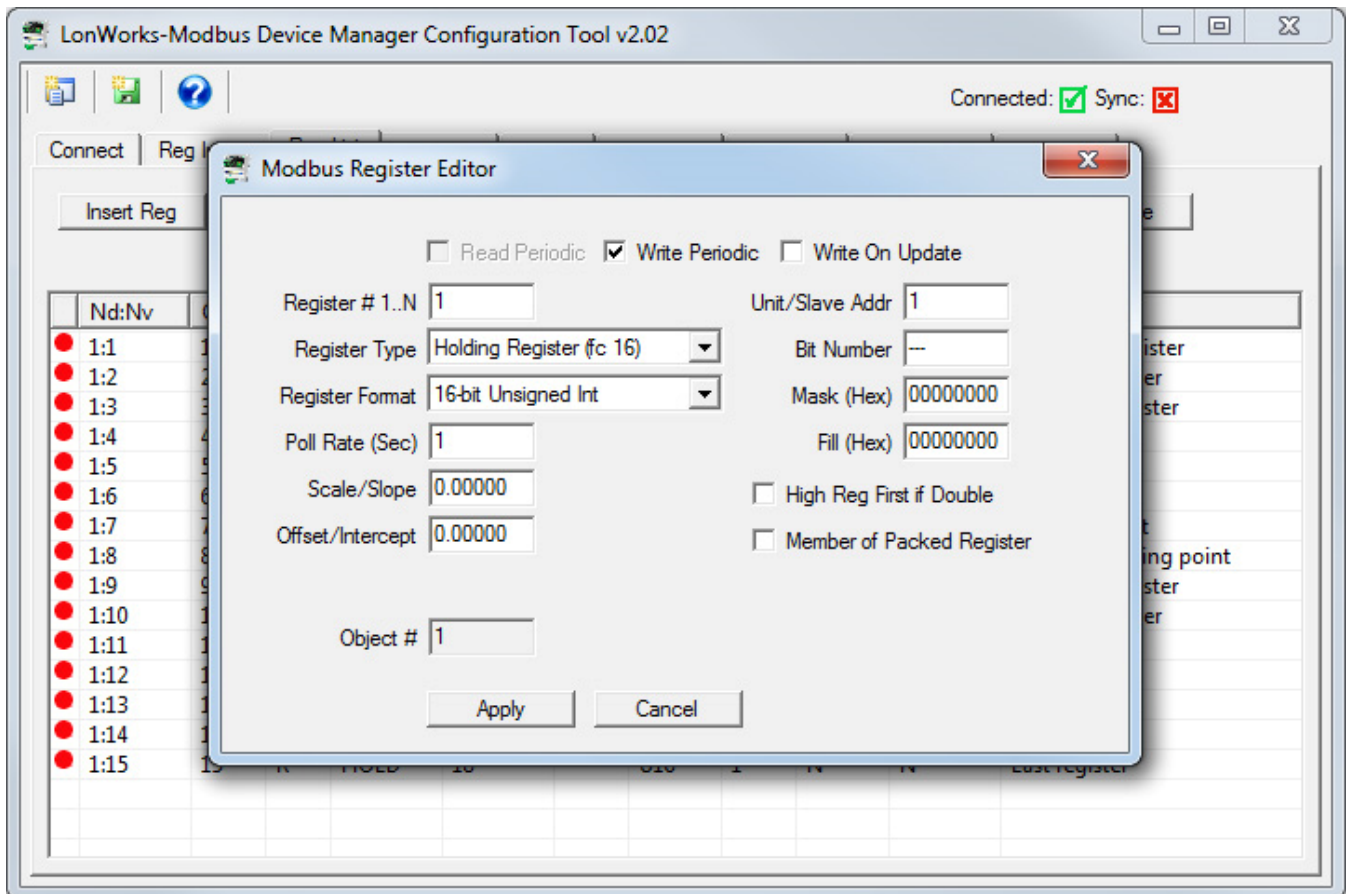 LonWorks-Modbus Device Manager Configuration Tool v2.02
Connected: Sync:
Connect Reg
Modbus Register Editor
Insert Reg
Read Periodic Write Periodic Write On Update
Register # 1..N 1 Unit/Slave Addr 1
Register Type Holding Register (fc 16) Bit Number ---
Register Format 16-bit Unsigned Int Mask (Hex) 00000000
Poll Rate (Sec) 1 Fill (Hex) 00000000
Scale/Slope 0.00000 High Reg First if Double
Offset/Intercept 0.00000 Member of Packed Register
Object # 1
Apply Cancel
Nd:Nv
1:1
1:2
1:3
1:4
1:5
1:6
1:7
1:8 ing point
1:9
1:10
1:11
1:12
1:13
1:14
1:15